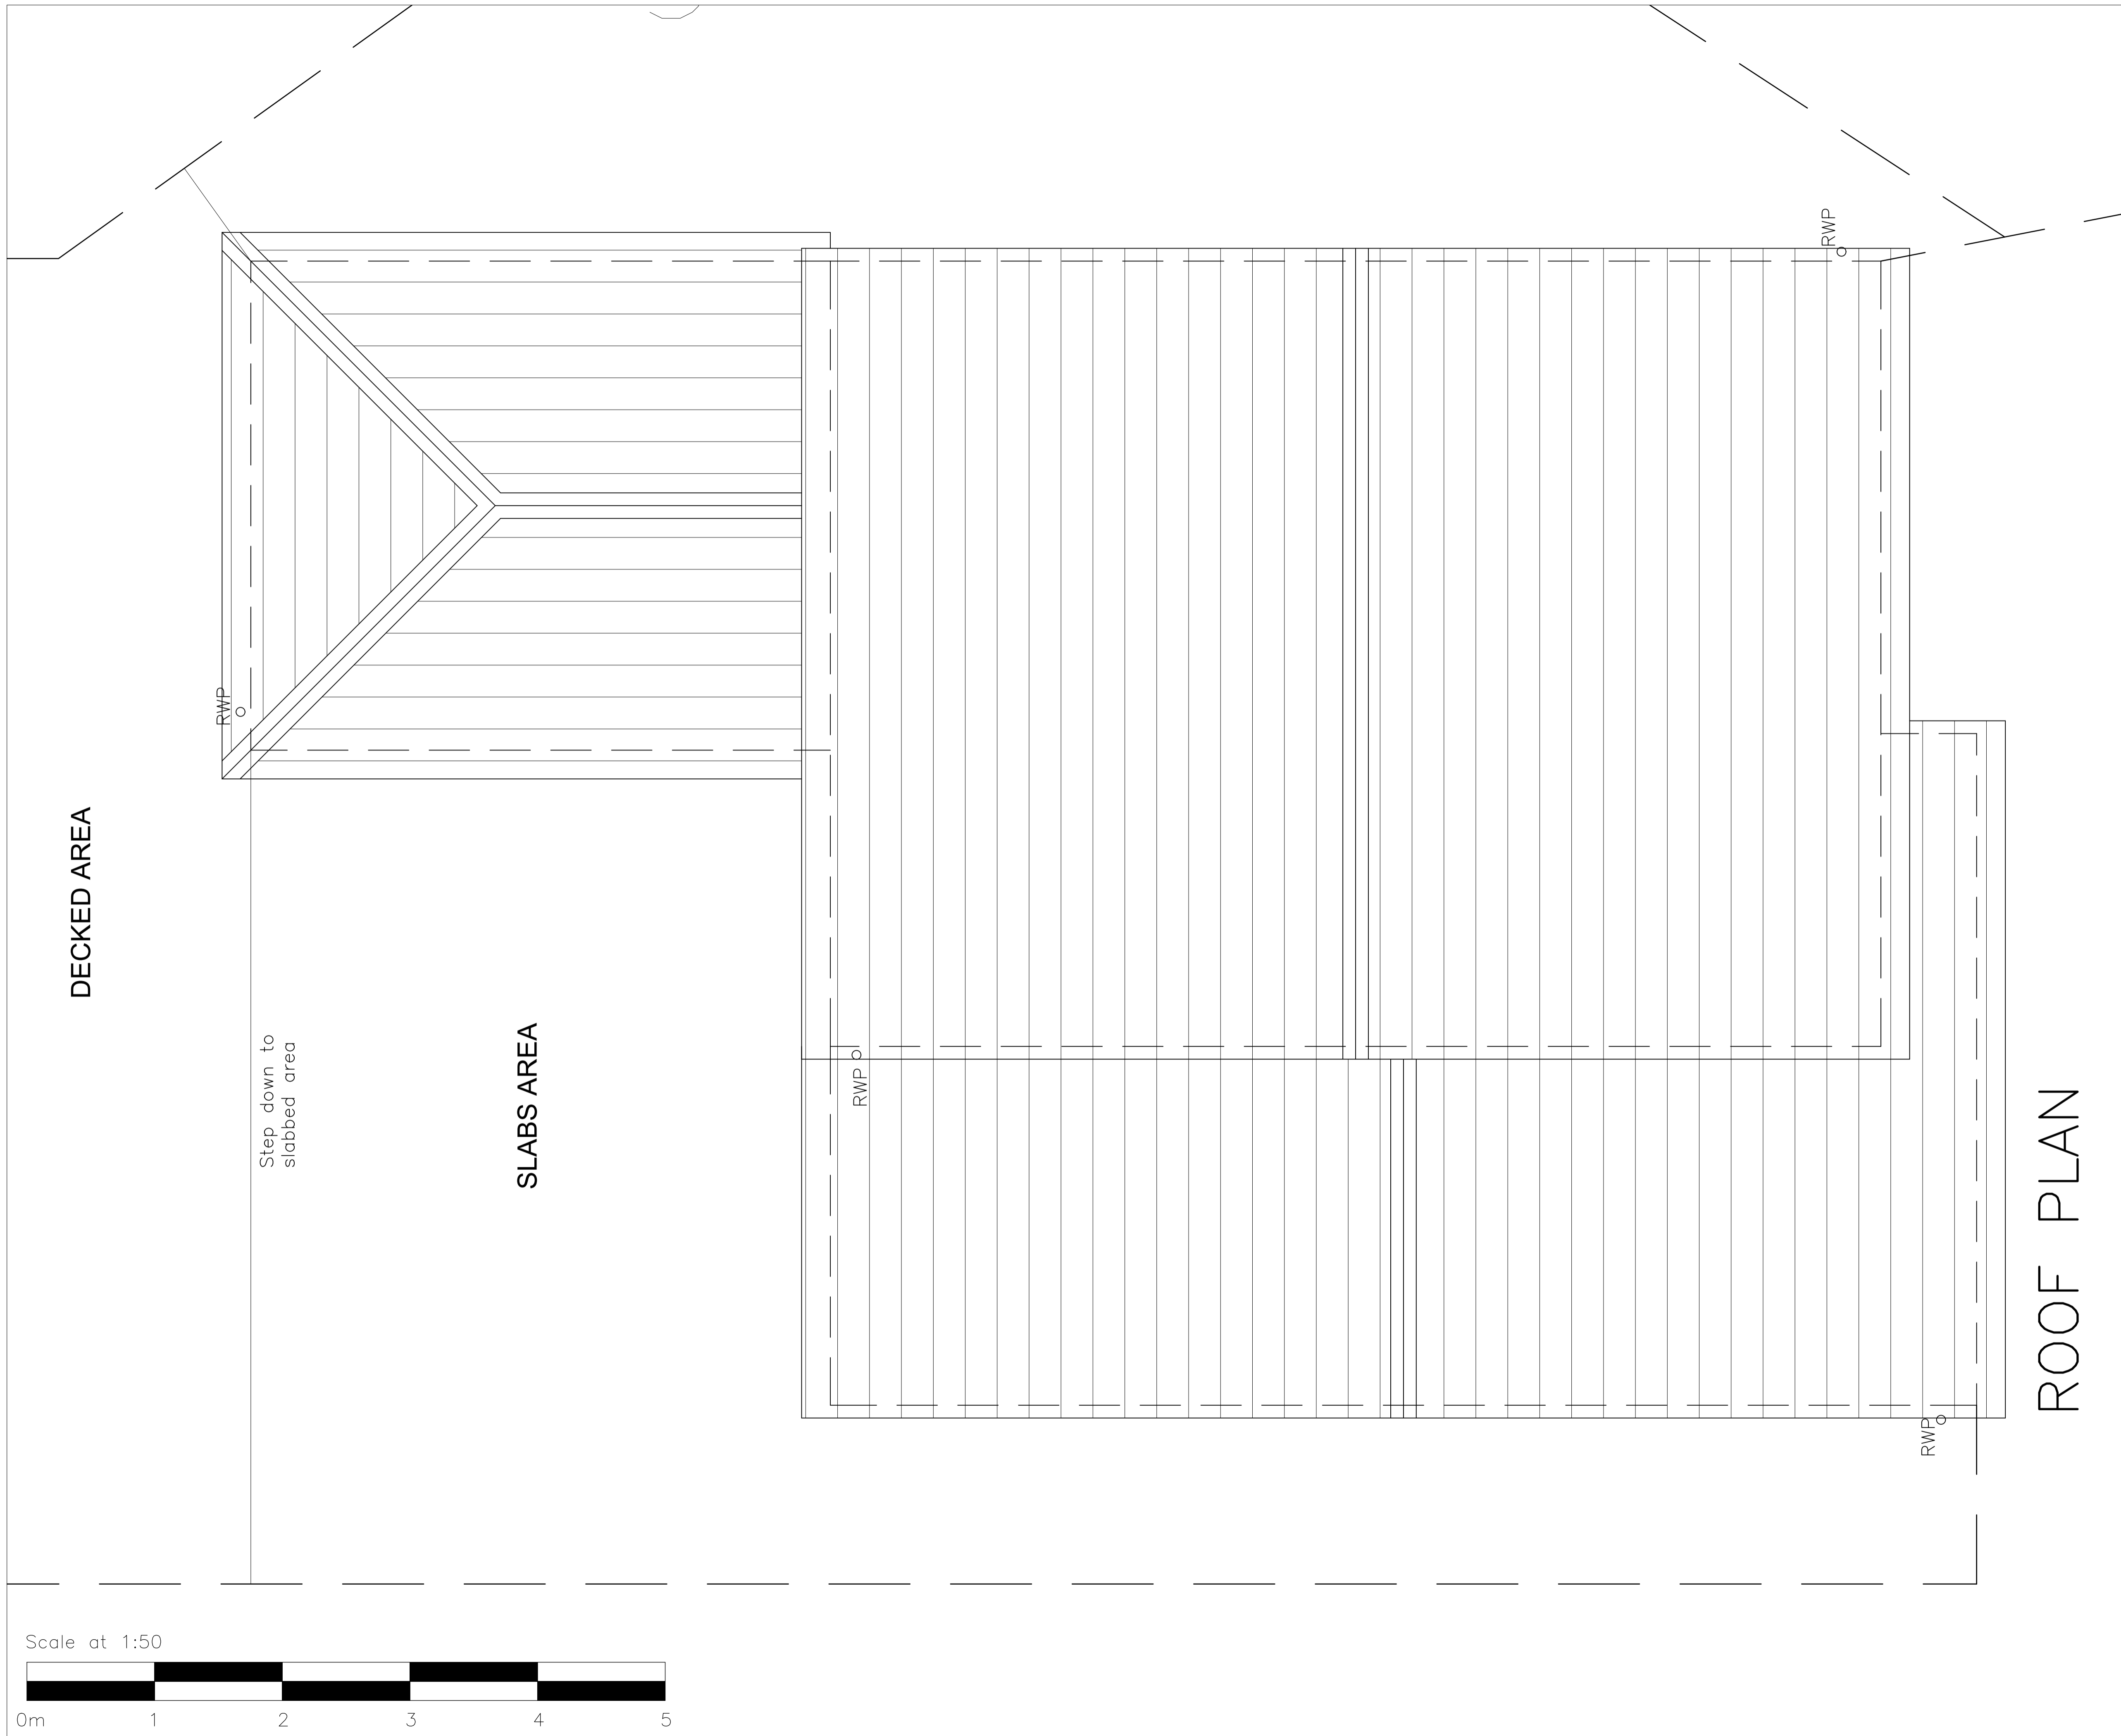 RWP
RWP
DECKED AREA
Step down to
slabbed area
SLABS AREA
RWP
RWP
ROOF PLAN
Scale at 1:50
0m 1 2 3 4 5